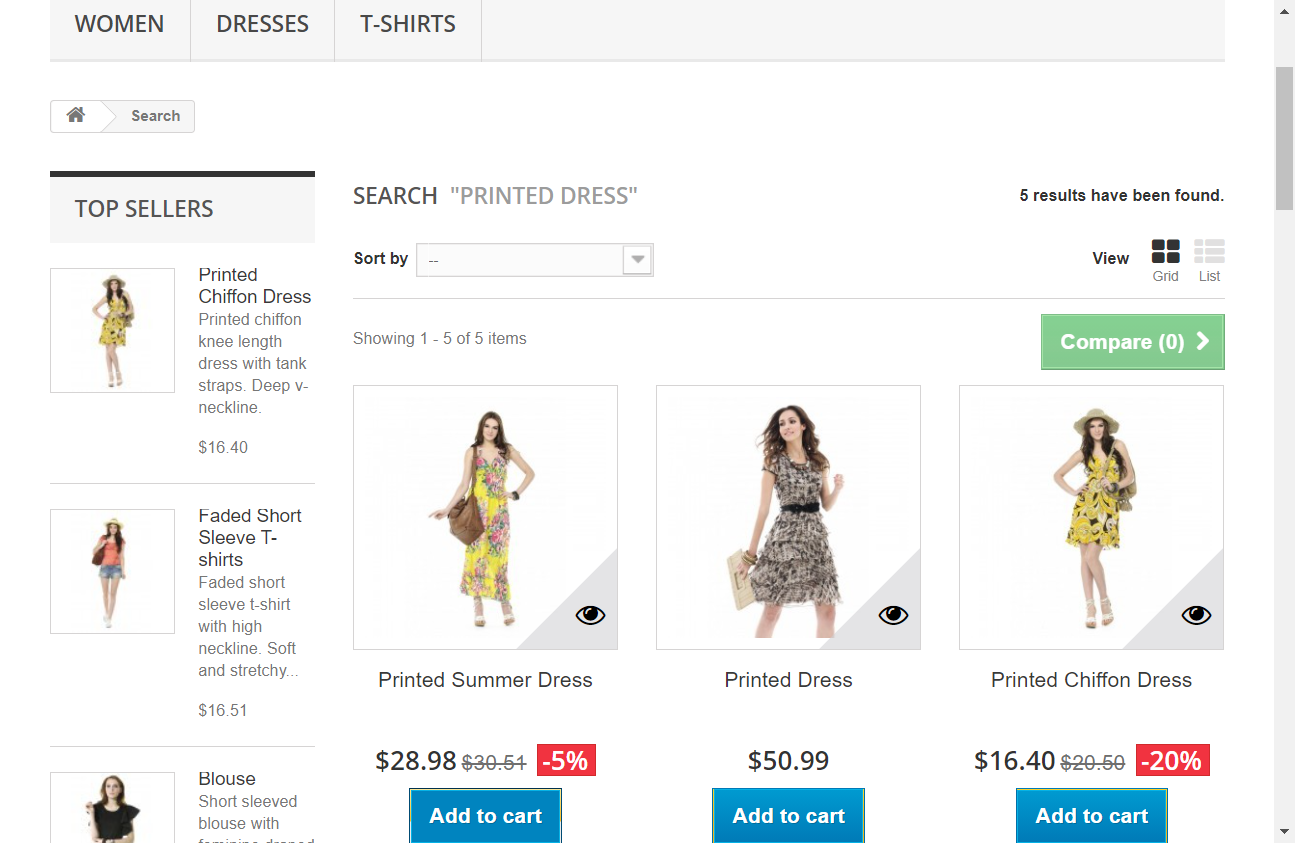 WOMEN DRESSES T-SHIRTS
Search
TOP SELLERS
Printed
Chiffon Dress
Printed chiffon
knee length
dress with tank
straps. Deep v-
neckline.
$16.40
Faded Short
Sleeve T-
shirts
Faded short
sleeve t-shirt
with high
neckline. Soft
and stretchy...
$16.51
Blouse
Short sleeved
blouse with
feminine draped
SEARCH "PRINTED DRESS"
5 results have been found.
Sort by --
View
Grid List
Showing 1 - 5 of 5 items
Compare (0)
Printed Summer Dress
$28.98 $30.51 -5%
Add to cart
Printed Dress
$50.99
Add to cart
Printed Chiffon Dress
$16.40 $20.50 -20%
Add to cart